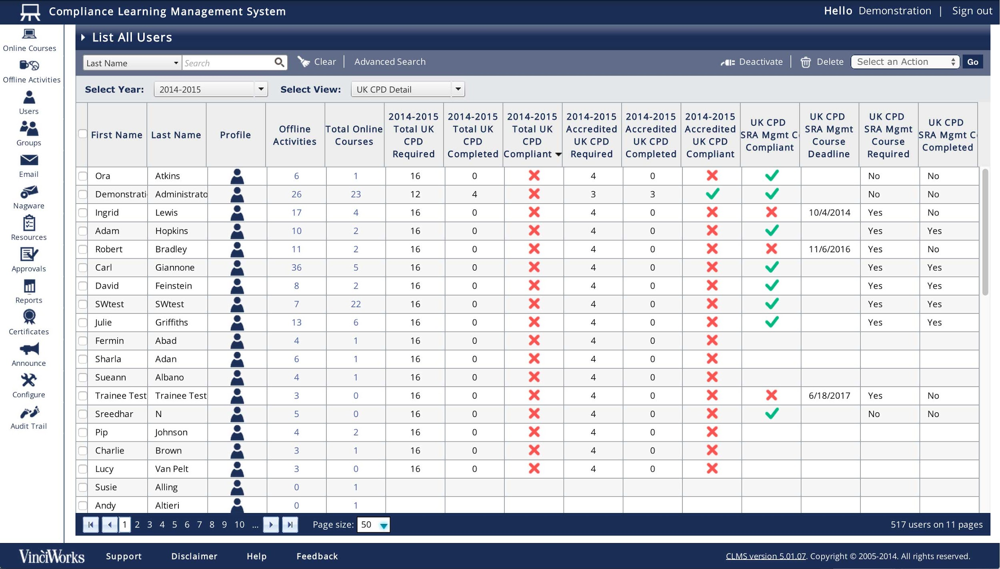 Compliance Learning Management System
Hello Demonstration | Sign out
Online Courses
Offline Activities
Users
Groups
Email
Nagware
Resources
Approvals
Reports
Certificates
Announce
Configure
Audit Trail
List All Users
Last Name Search Clear Advanced Search Deactivate Delete Select an Action Go
Select Year: 2014-2015 Select View: UK CPD Detail
First Name
Last Name
Profile
Offline
Activities
Total Online
Courses
2014-2015
Total UK
CPD
Required
2014-2015
Total UK
CPD
Completed
2014-2015
Total UK
CPD
Compliant
2014-2015
Accredited
UK CPD
Required
2014-2015
Accredited
UK CPD
Completed
2014-2015
Accredited
UK CPD
Compliant
UK CPD
SRA Mgmt C
Compliant
UK CPD
SRA Mgmt
Course
Deadline
UK CPD
SRA Mgmt
Course
Required
UK CPD
SRA Mgmt C
Completed
Ora Atkins 6 1 16 0 4 0 No No
Demonstrati Administrato 26 23 12 4 3 3 No No
Ingrid Lewis 17 4 16 0 4 0 10/4/2014 Yes No
Adam Hopkins 10 2 16 0 4 0 Yes Yes
Robert Bradley 11 2 16 0 4 0 11/6/2016 Yes No
Carl Giannone 36 5 16 0 4 0 Yes Yes
David Feinstein 8 2 16 0 4 0 Yes Yes
SWtest SWtest 7 22 16 0 4 0 Yes Yes
Julie Griffiths 13 6 16 0 4 0 Yes Yes
Fermin Abad 4 1 16 0 4 0
Sharla Adan 6 1 16 0 4 0
Sueann Albano 4 1 16 0 4 0
Trainee Test Trainee Test 3 0 16 0 4 0 6/18/2017 Yes No
Sreedhar N 5 0 16 0 4 0 No No
Pip Johnson 4 2 16 0 4 0
Charlie Brown 3 1 16 0 4 0
Lucy Van Pelt 3 0 16 0 4 0
Susie Alling 0 1
Andy Altieri 0 1
1 2 3 4 5 6 7 8 9 10 ... Page size: 50 517 users on 11 pages
VinciWorks Support Disclaimer Help Feedback CLMS version 5.01.07. Copyright © 2005-2014. All rights reserved.